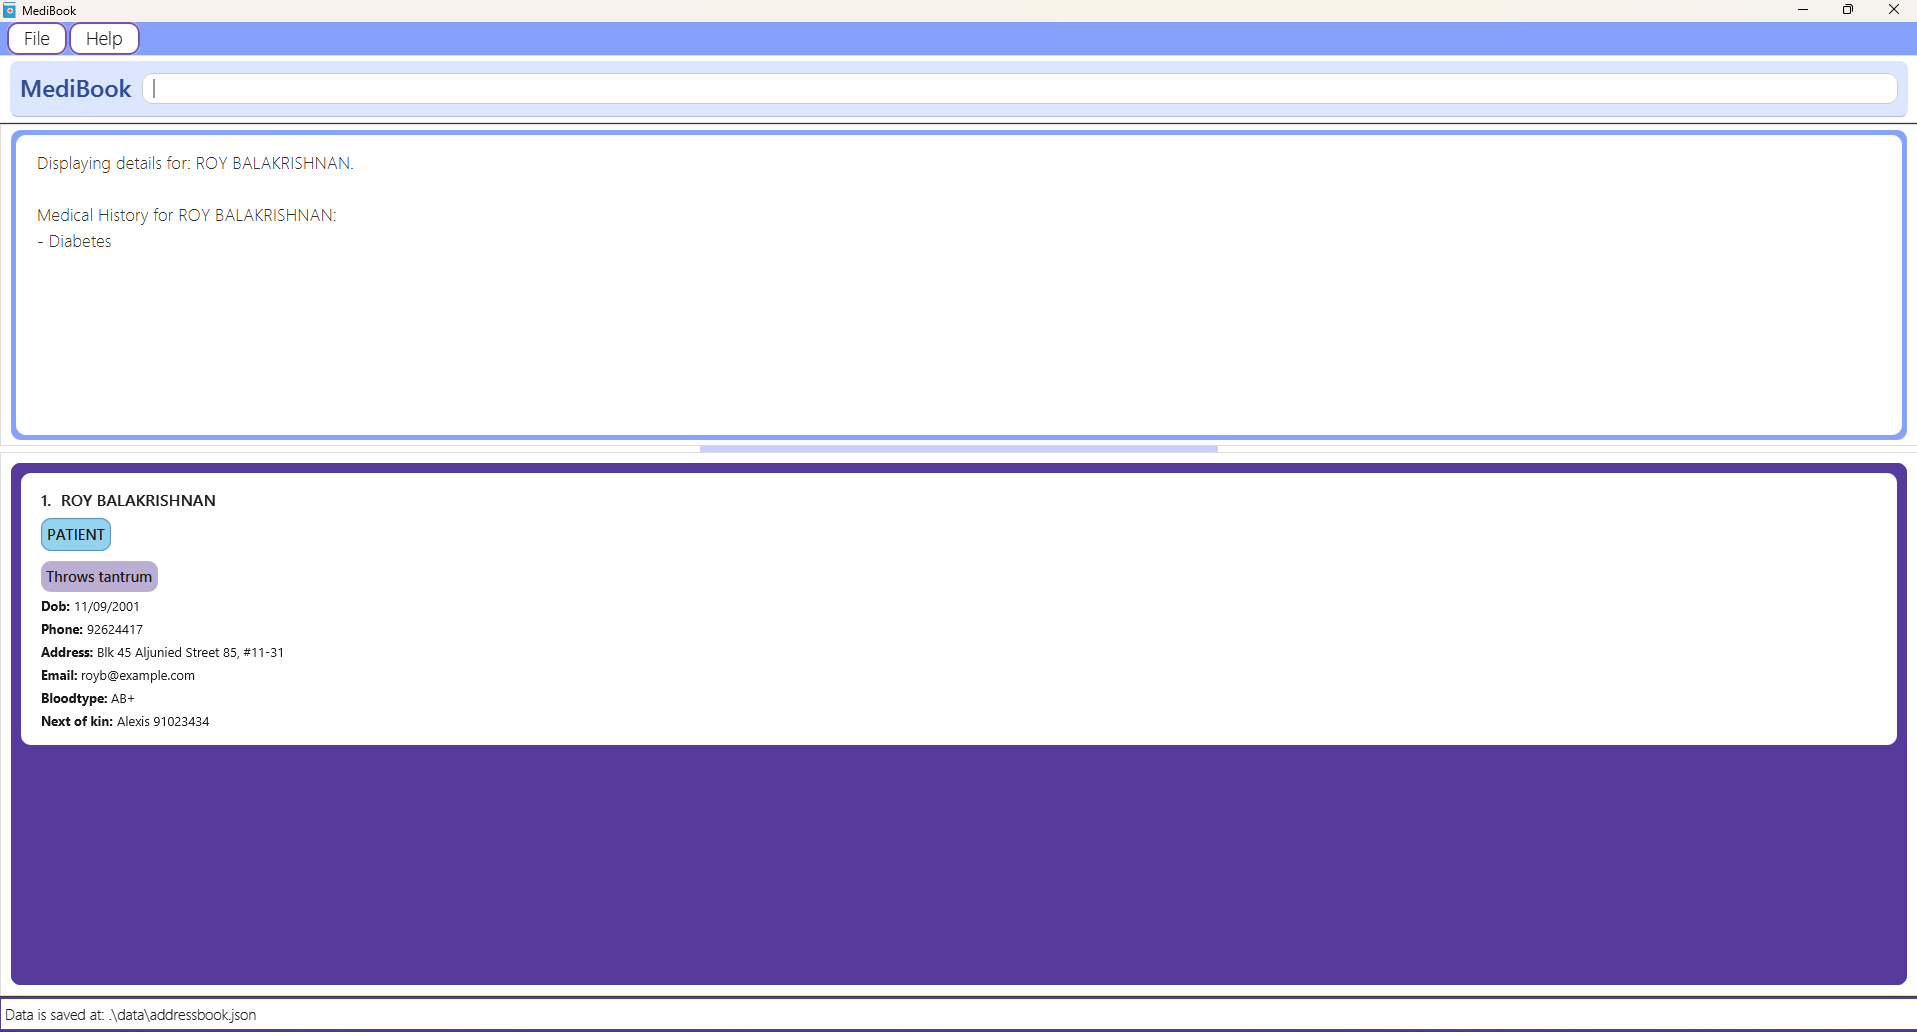 MediBook
File Help
MediBook
Displaying details for: ROY BALAKRISHNAN.
Medical History for ROY BALAKRISHNAN:
- Diabetes
1. ROY BALAKRISHNAN
PATIENT
Throws tantrum
Dob: 11/09/2001
Phone: 92624417
Address: Blk 45 Aljunied Street 85, #11-31
Email: royb@example.com
Bloodtype: AB+
Next of kin: Alexis 91023434
Data is saved at: .\data\addressbook.json